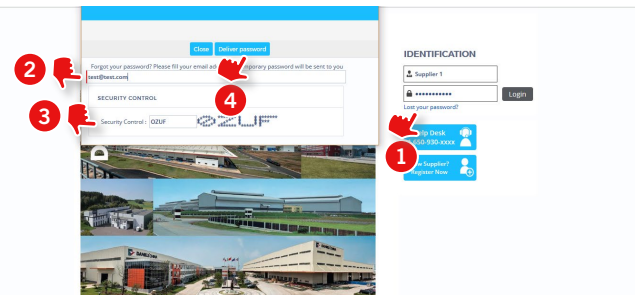 Close
Deliver password
Forgot your password? Please fill your email
temporary password will be sent to you
test@test.com
SECURITY CONTROL
Security Control : OZUF
OZUF
2
3
4
IDENTIFICATION
Supplier 1
Login
Lost your password?
Help Desk
650-930-xxxx
1
New Supplier?
Register Now